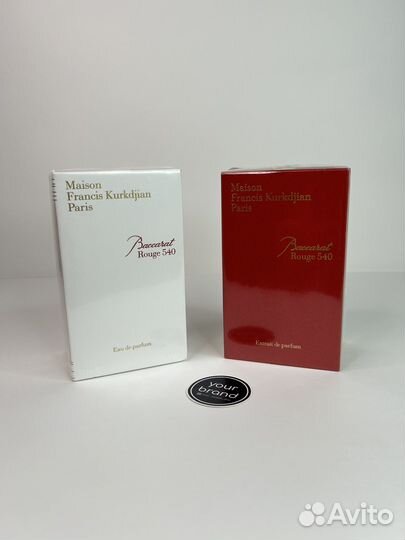 Maison
Francis Kurkdjian
Paris
Baccarat
Rouge 540
Eau de parfum
Maison
Francis Kurkdjian
Paris
Baccarat
Rouge 540
Extrait de parfum
your
brand
Avito